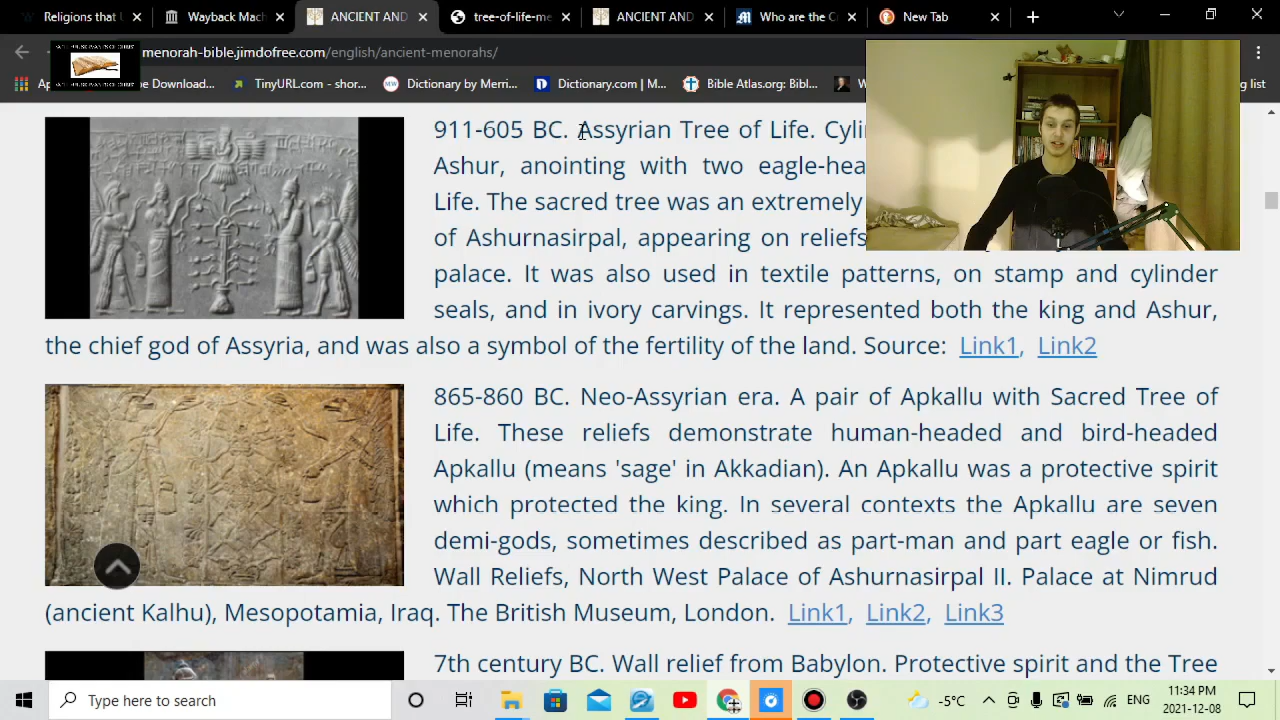 Religions that u
Wayback Mach
ANCIENT AND
tree-of-life-me
ANCIENT AND
Who are the C
New Tab
menorah-bible.jimdofree.com/english/ancient-menorahs/
e Download...
TinyURL.com - shor...
Dictionary by Merri...
Dictionary.com | M...
Bible Atlas.org: Bibl...
W
ng list
911-605 BC. Assyrian Tree of Life.
Ashur, anointing with two
Life. The sacred tree was an extremely
of Ashurnasirpal, appearing on reliefs
palace. It was also used in textile patterns, on stamp and cylinder
seals, and in ivory carvings. It represented both the king and Ashur,
the chief god of Assyria, and was also a symbol of the fertility of the land. Source: Link1, Link2
865-860 BC. Neo-Assyrian era. A pair of Apkallu with Sacred Tree of
Life. These reliefs demonstrate human-headed and bird-headed
Apkallu (means 'sage' in Akkadian). An Apkallu was a protective spirit
which protected the king. In several contexts the Apkallu are seven
demi-gods, sometimes described as part-man and part eagle or fish.
Wall Reliefs, North West Palace of Ashurnasirpal II. Palace at Nimrud
(ancient Kalhu), Mesopotamia, Iraq. The British Museum, London. Link1, Link2, Link3
7th century BC. Wall relief from Babylon. Protective spirit and the Tree
Type here to search
-5°C
ENG
11:34 PM
2021-12-08